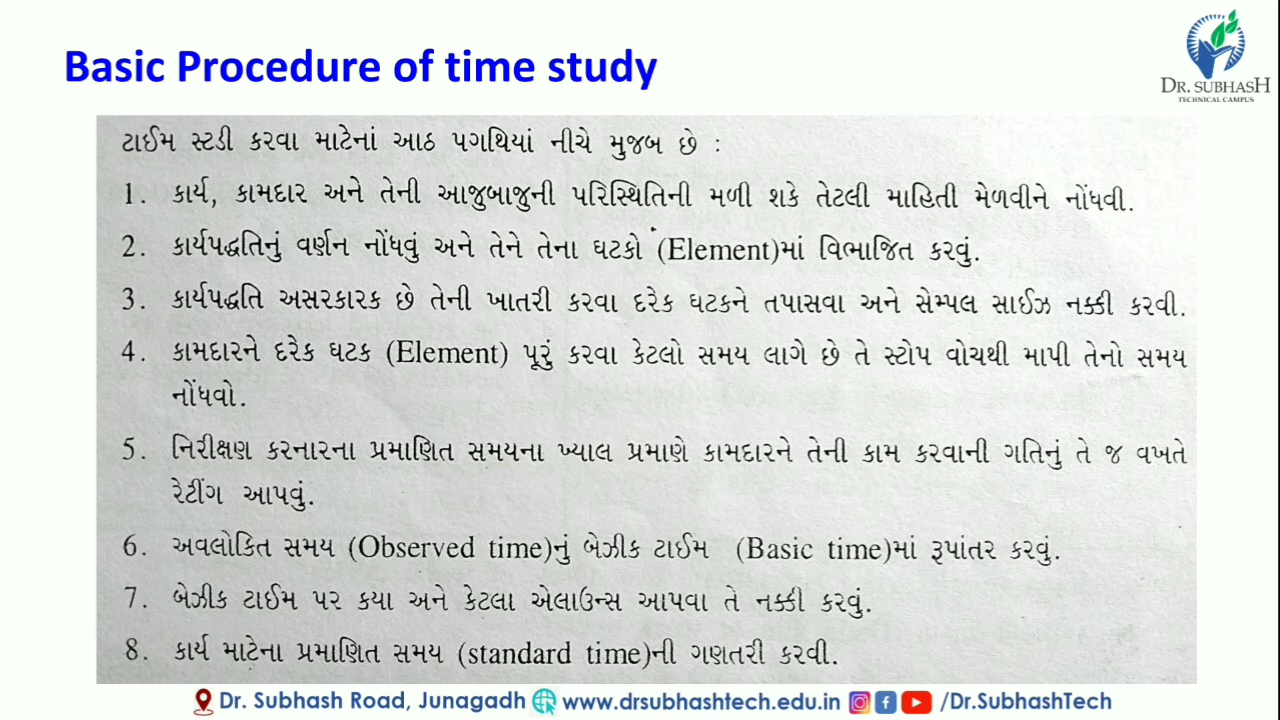 Basic Procedure of time study
DR. SUBHASH
TECHNICAL CAMPUS
ટાઈમ સ્ટડી કરવા માટેનાં આઠ પગથિયાં નીચે મુજબ છે :
1. કાર્ય, કામદાર અને તેની આજુબાજુની પરિસ્થિતિની મળી શકે તેટલી માહિતી મેળવીને નોંધવી.
2. કાર્યપદ્ધતિનું વર્ણન નોંધવું અને તેને તેના ઘટકો (Element)માં વિભાજિત કરવું.
3. કાર્યપદ્ધતિ અસરકારક છે તેની ખાતરી કરવા દરેક ઘટકને તપાસવા અને સેમ્પલ સાઈઝ નક્કી કરવી.
4. કામદારને દરેક ઘટક (Element) પૂરું કરવા કેટલો સમય લાગે છે તે સ્ટોપ વોચથી માપી તેનો સમય
નોંધવો.
5. નિરીક્ષણ કરનારના પ્રમાણિત સમયના ખ્યાલ પ્રમાણે કામદારને તેની કામ કરવાની ગતિનું તે જ વખતે
રેટીંગ આપવું.
6. અવલોકિત સમય (Observed time)નું બેઝીક ટાઈમ (Basic time)માં રૂપાંતર કરવું.
7. બેઝીક ટાઈમ પર કયા અને કેટલા એલાઉન્સ આપવા તે નક્કી કરવું.
8. કાર્ય માટેના પ્રમાણિત સમય (standard time)ની ગણતરી કરવી.
Dr. Subhash Road, Junagadh www.drsubhashtech.edu.in /Dr.SubhashTech